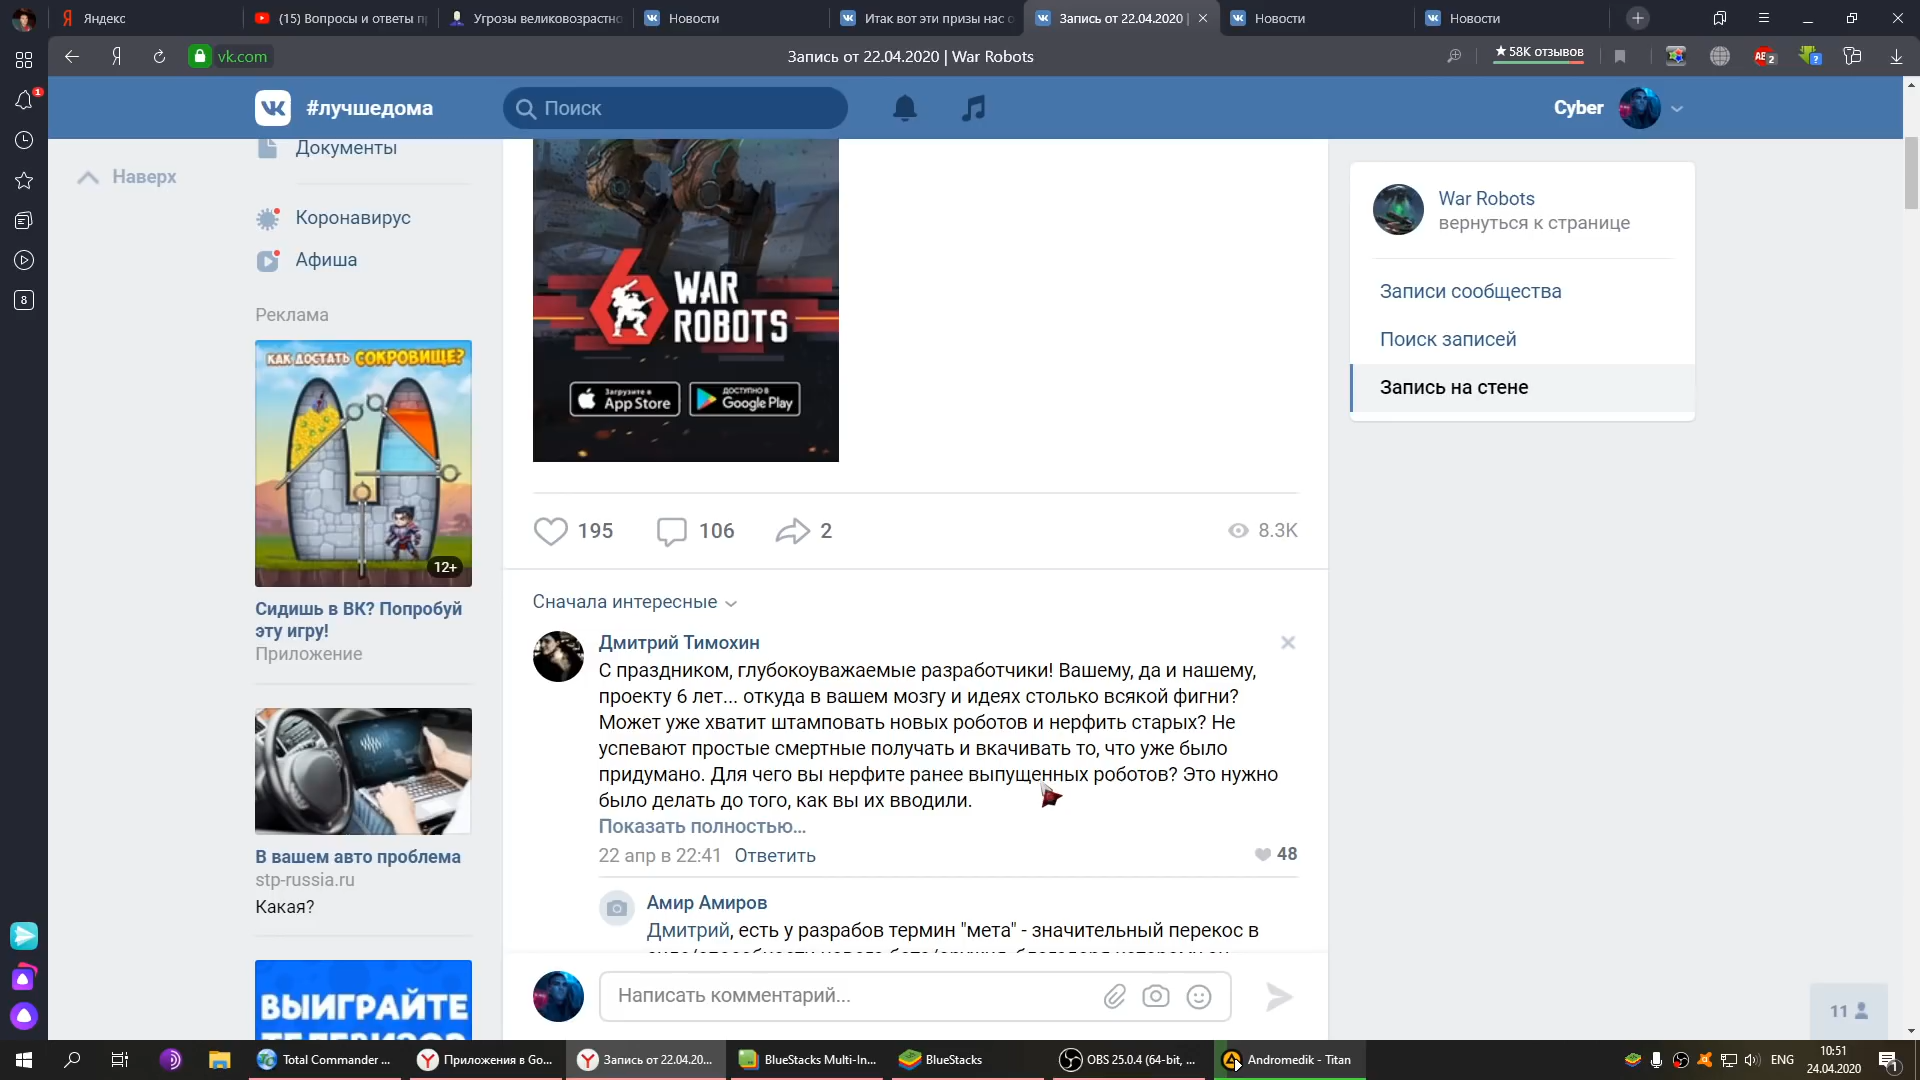 Яндекс
(15) Вопросы и ответы п
Угрозы великовозрастно
Новости
Итак вот эти призы нас о
Запись от 22.04.2020 |
Новости
Новости
vk.com
Запись от 22.04.2020 | War Robots
★58K отзывов
#лучшедома
Поиск
Cyber
Документы
Наверх
Коронавирус
Афиша
Реклама
КАК ДОСТАТЬ СОКРОВИЩЕ?
12+
Сидишь в ВК? Попробуй
эту игру!
Приложение
В вашем авто проблема
stp-russia.ru
Какая?
ВЫИГРАЙТЕ
ТЕЛЕВИЗОР
6 WAR
ROBOTS
Загрузите в
App Store
ДОСТУПНО В
Google Play
195
106
2
8.3K
Сначала интересные
Дмитрий Тимохин
С праздником, глубокоуважаемые разработчики! Вашему, да и нашему,
проекту 6 лет... откуда в вашем мозгу и идеях столько всякой фигни?
Может уже хватит штамповать новых роботов и нерфить старых? Не
успевают простые смертные получать и вкачивать то, что уже было
придумано. Для чего вы нерфите ранее выпущенных роботов? Это нужно
было делать до того, как вы их вводили.
Показать полностью...
22 апр в 22:41 Ответить
48
Амир Амиров
Дмитрий, есть у разрабов термин "мета" - значительный перекос в
Написать комментарий...
War Robots
вернуться к странице
Записи сообщества
Поиск записей
Запись на стене
11
8
Total Commander ...
Приложения в Go...
Запись от 22.04.20...
BlueStacks Multi-In...
BlueStacks
OBS 25.0.4 (64-bit, ...
Andromedik - Titan
ENG
10:51
24.04.2020